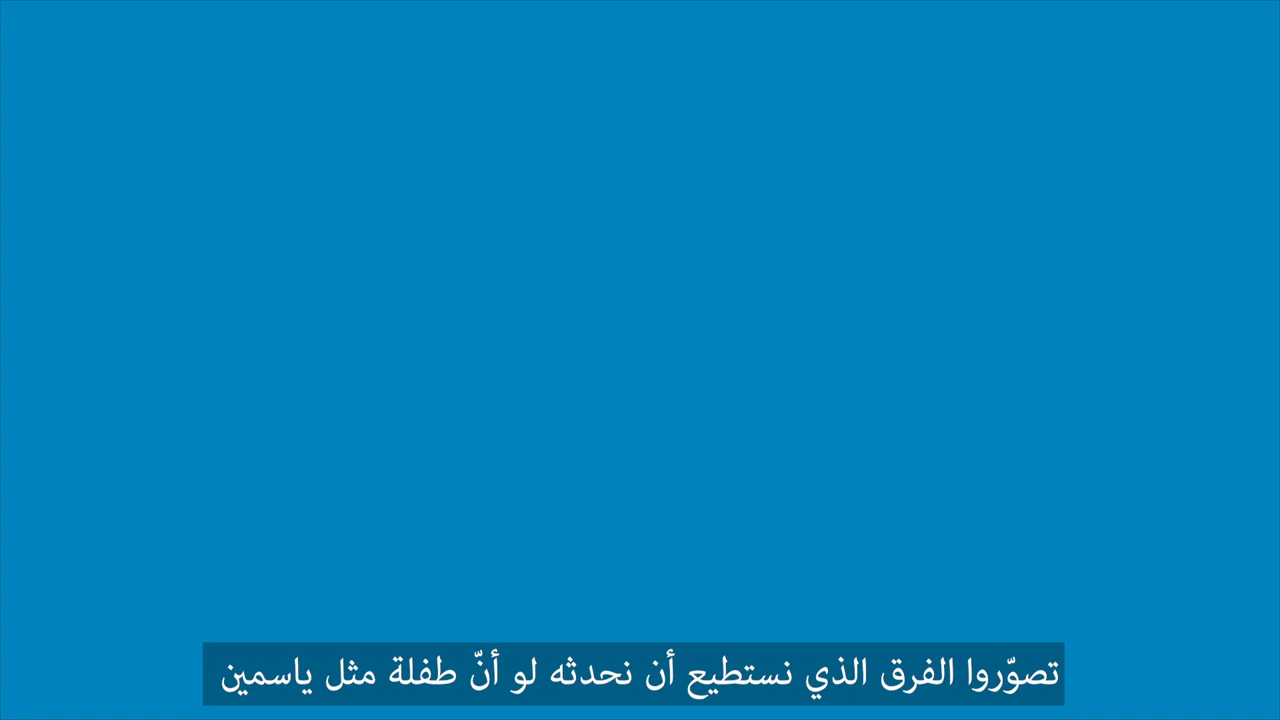 تصوّروا الفرق الذي نستطيع أن نحدثه لو أنّ طفلة مثل ياسمين